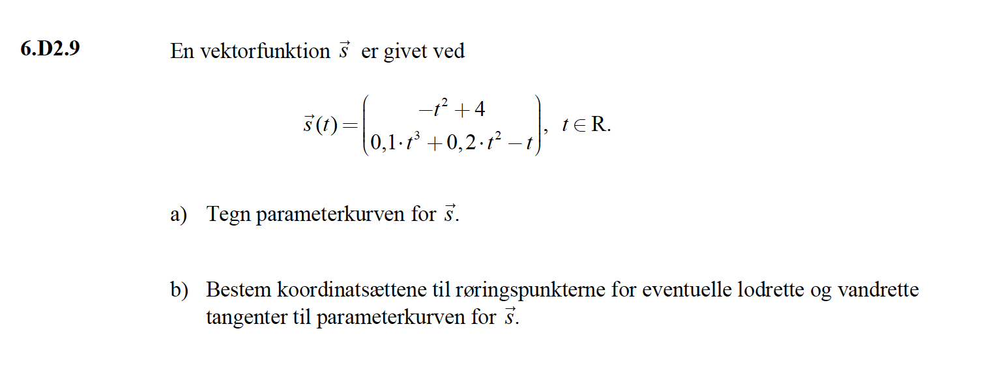 6.D2.9 En vektorfunktion s⃗ er givet ved
s⃗(t) = (−t² + 4
0,1·t³ + 0,2·t² − t), t ∈ R.
a) Tegn parameterkurven for s⃗.
b) Bestem koordinatsættene til røringspunkterne for eventuelle lodrette og vandrette
tangenter til parameterkurven for s⃗.